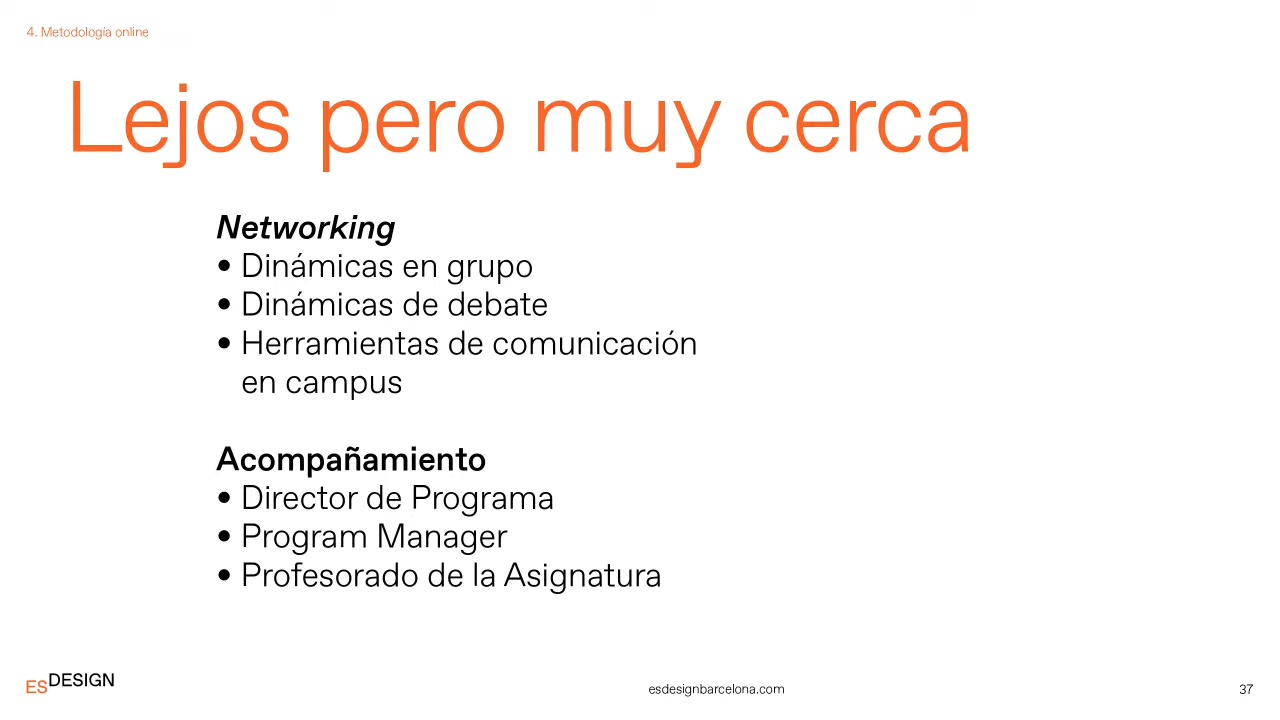 4. Metodología online
Lejos pero muy cerca
Networking
• Dinámicas en grupo
• Dinámicas de debate
• Herramientas de comunicación
en campus
Acompañamiento
• Director de Programa
• Program Manager
• Profesorado de la Asignatura
ESDESIGN
esdesignbarcelona.com
37